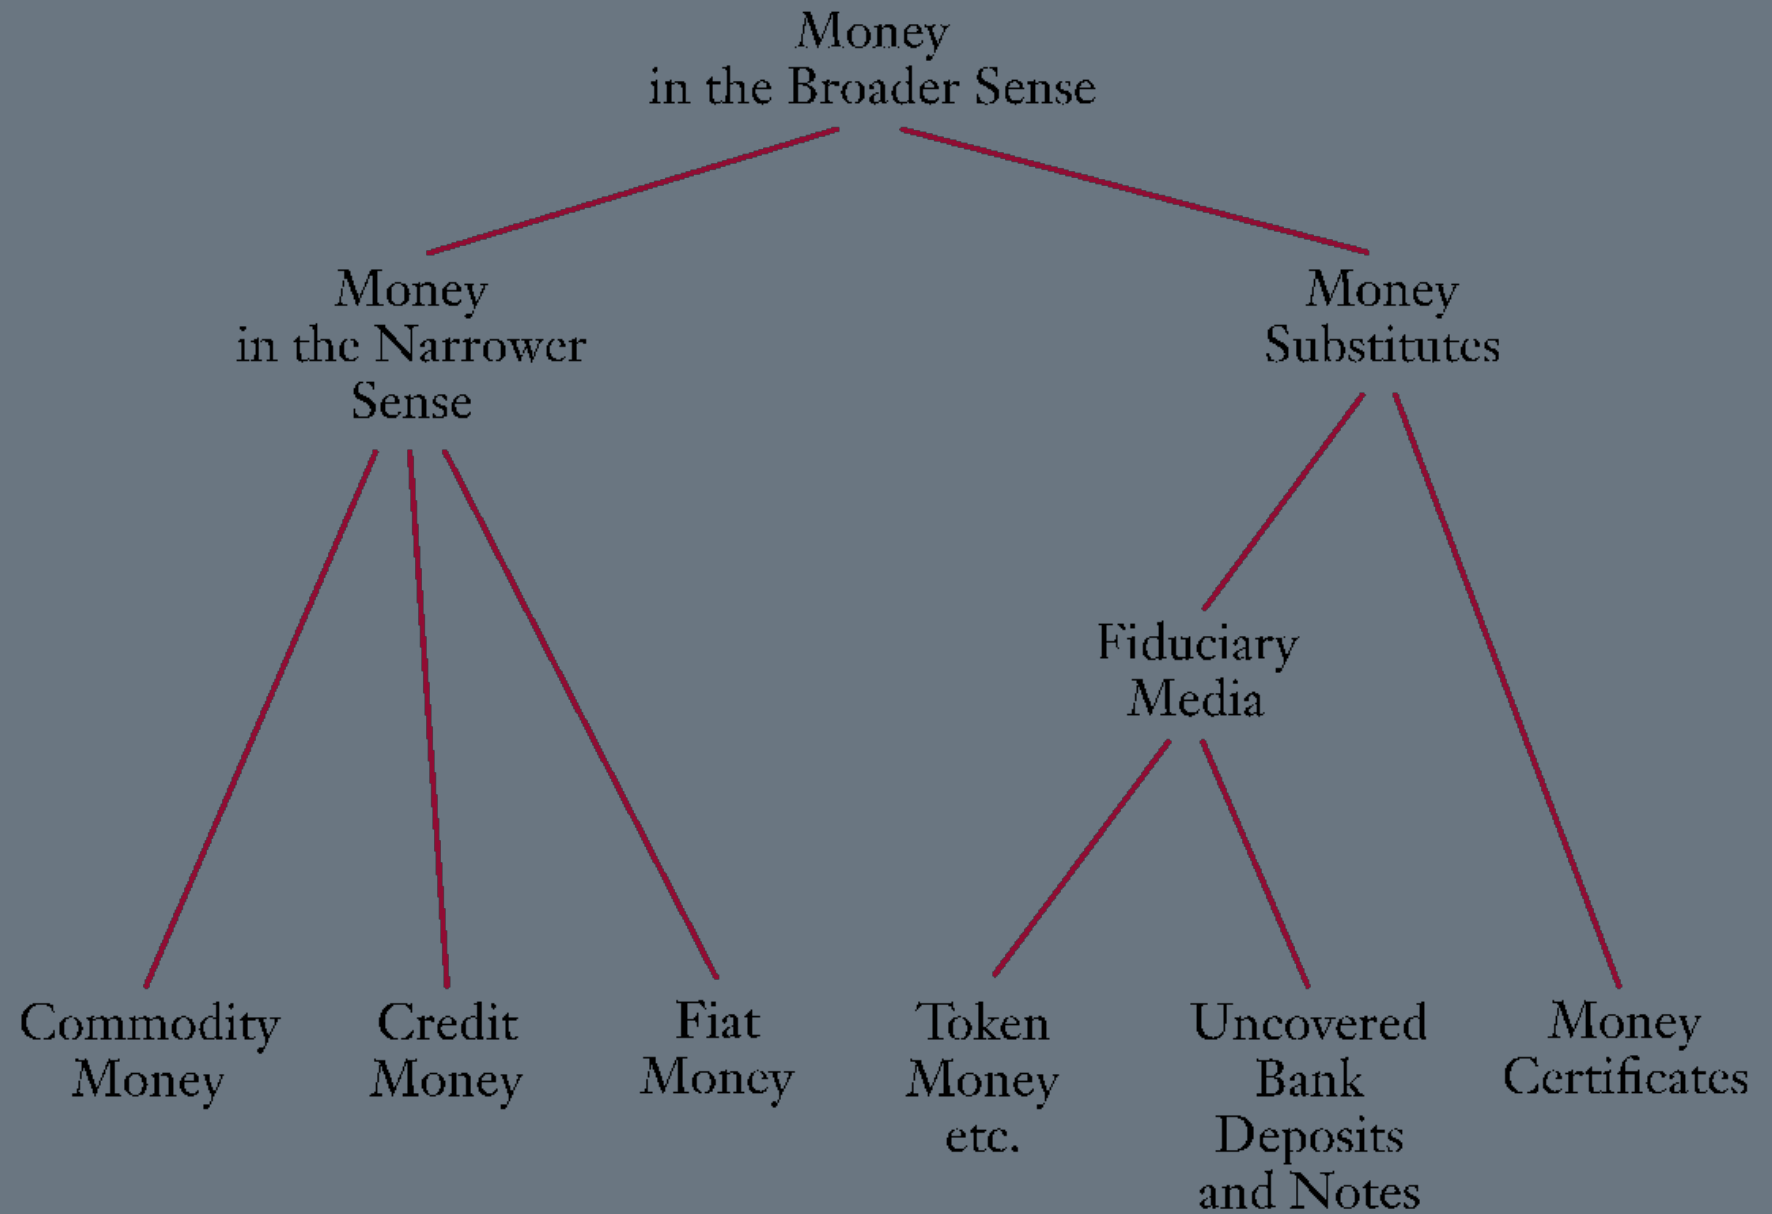 Money
in the Broader Sense
Money
in the Narrower
Sense
Money
Substitutes
Fiduciary
Media
Commodity
Money
Credit
Money
Fiat
Money
Token
Money
etc.
Uncovered
Bank
Deposits
and Notes
Money
Certificates